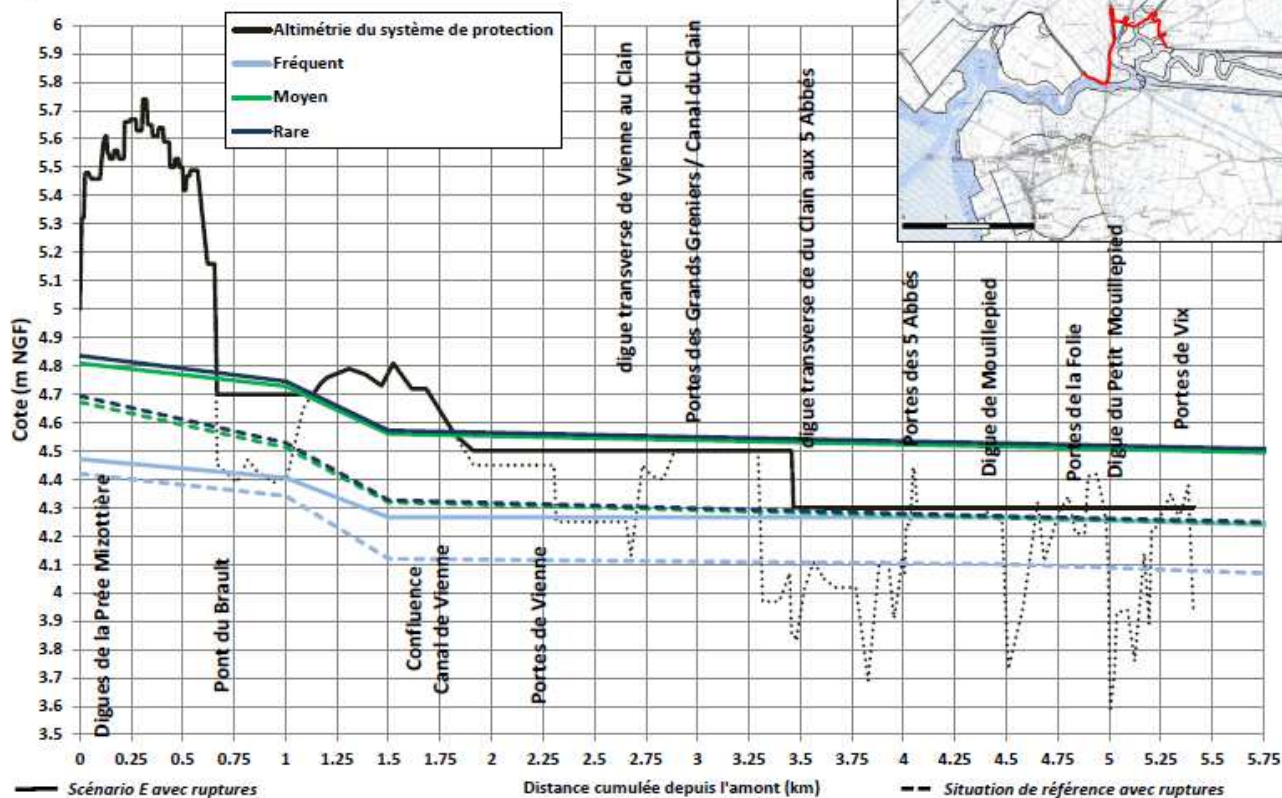 6
5.9
5.8
5.7
5.6
5.5
5.4
5.3
5.2
5.1
5
4.9
4.8
4.7
4.6
4.5
4.4
4.3
4.2
4.1
4
3.9
3.8
3.7
3.6
3.5
Cote (m NGF)
Altimétrie du système de protection
Fréquent
Moyen
Rare
Digues de la Prée Mizottière
Pont du Brault
Confluence
Canal de Vienne
Portes de Vienne
digue transverse de Vienne au Clain
Portes des Grands Greniers / Canal du Clain
digue transverse de du Clain aux 5 Abbés
Portes des 5 Abbés
Digue de Mouillepied
Portes de la Folie
Digue du Petit Mouillepied
Portes de Vix
0 0.25 0.5 0.75 1 1.25 1.5 1.75 2 2.25 2.5 2.75 3 3.25 3.5 3.75 4 4.25 4.5 4.75 5 5.25 5.5 5.75
Scénario E avec ruptures
Distance cumulée depuis l'amont (km)
Situation de référence avec ruptures